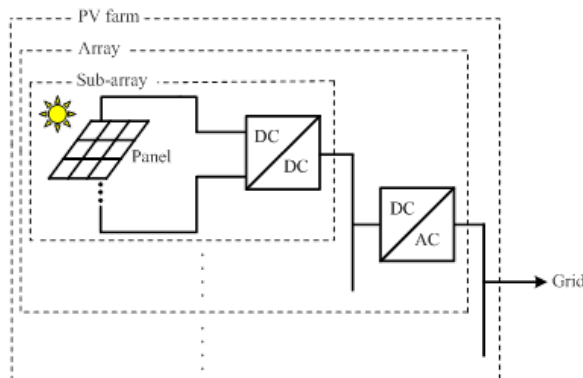 PV farm
Array
Sub-array
Panel
DC
DC
DC
AC
Grid